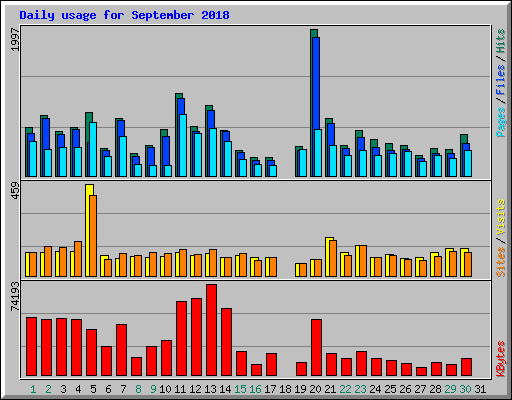 Daily usage for September 2018
1997
Pages / Files / Hits
459
Sites / Visits
74193
KBytes
1 2 3 4 5 6 7 8 9 10 11 12 13 14 15 16 17 18 19 20 21 22 23 24 25 26 27 28 29 30 31